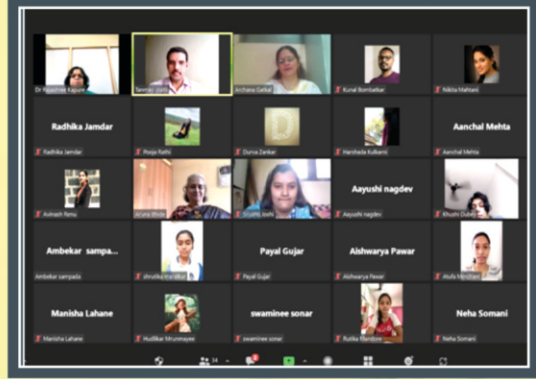 Dr Rajashree Kapure
Archana Gatkal
Kunal Bombatkar
Nikita Mahtani
Radhika Jamdar
Radhika Jamdar
Pooja Rathi
Durva Zankar
Harshada Kulkarni
Aanchal Mehta
Aanchal Mehta
Avinash Renu
Aruna Bhide
Srushti Joshi
Aayushi nagdev
Aayushi nagdev
Khushi Dubey
Ambekar sampa...
Ambekar sampada
Payal Gujar
Payal Gujar
Aishwarya Pawar
Aishwarya Pawar
Manisha Lahane
Manisha Lahane
Hudlikar Mrunmayee
swaminee sonar
swaminee sonar
Rutika Mandore
Neha Somani
Neha Somani
34